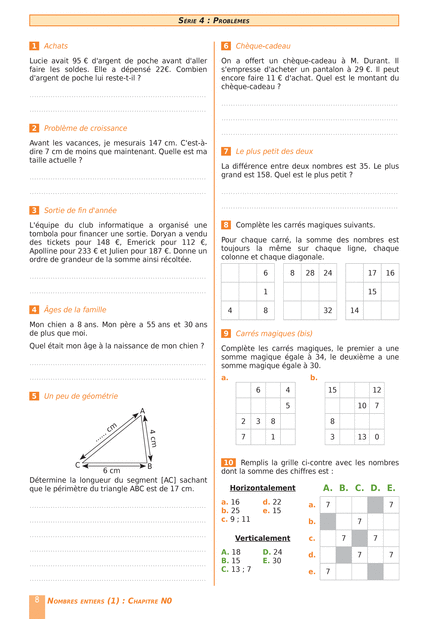 SÉRIE 4 : PROBLÈMES
1 Achats
Lucie avait 95 € d'argent de poche avant d'aller
faire les soldes. Elle a dépensé 22€. Combien
d'argent de poche lui reste-t-il ?
2 Problème de croissance
Avant les vacances, je mesurais 147 cm. C'est-à-
dire 7 cm de moins que maintenant. Quelle est ma
taille actuelle ?
3 Sortie de fin d'année
L'équipe du club informatique a organisé une
tombola pour financer une sortie. Doryan a vendu
des tickets pour 148 €, Emerick pour 112 €,
Apolline pour 233 € et Julien pour 187 €. Donne un
ordre de grandeur de la somme ainsi récoltée.
4 Âges de la famille
Mon chien a 8 ans. Mon père a 55 ans et 30 ans
de plus que moi.
Quel était mon âge à la naissance de mon chien ?
5 Un peu de géométrie
A
...... cm
4 cm
C
B
6 cm
Détermine la longueur du segment [AC] sachant
que le périmètre du triangle ABC est de 17 cm.
6 Chèque-cadeau
On a offert un chèque-cadeau à M. Durant. Il
s'empresse d'acheter un pantalon à 29 €. Il peut
encore faire 11 € d'achat. Quel est le montant du
chèque-cadeau ?
7 Le plus petit des deux
La différence entre deux nombres est 35. Le plus
grand est 158. Quel est le plus petit ?
8 Complète les carrés magiques suivants.
Pour chaque carré, la somme des nombres est
toujours la même sur chaque ligne, chaque
colonne et chaque diagonale.
6 8 28 24 17 16
1 15
4 8 32 14
9 Carrés magiques (bis)
Complète les carrés magiques, le premier a une
somme magique égale à 34, le deuxième a une
somme magique égale à 30.
a. b.
6 4 15 12
5 10 7
2 3 8 8
7 1 3 13 0
10 Remplis la grille ci-contre avec les nombres
dont la somme des chiffres est :
Horizontalement
a. 16 d. 22
b. 25 e. 15
c. 9 ; 11
Verticalement
A. 18 D. 24
B. 15 E. 30
C. 13 ; 7
A. B. C. D. E.
a. 7 7
b. 7
c. 7 7
d. 7 7
e. 7
8 NOMBRES ENTIERS (1) : CHAPITRE N0